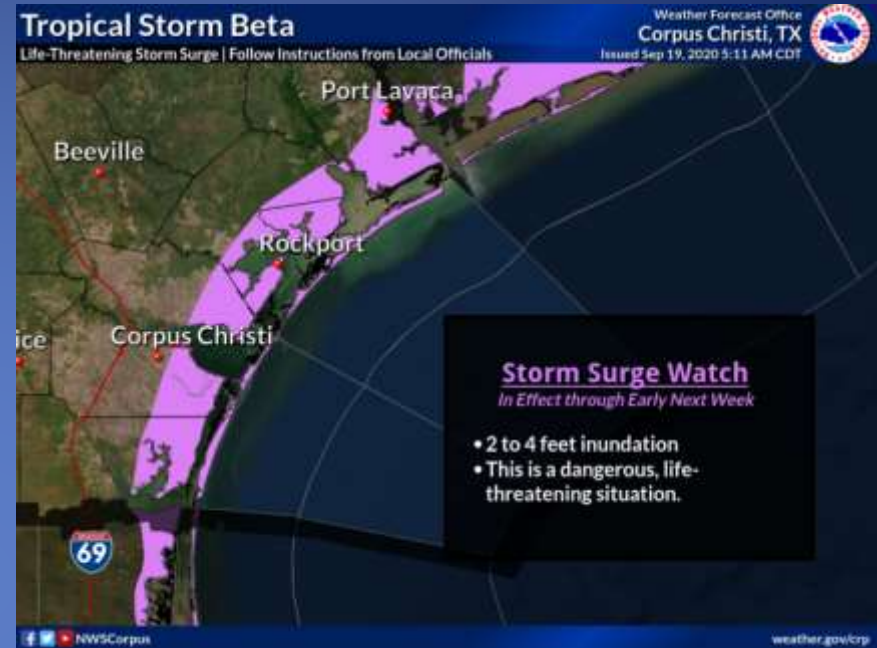 Tropical Storm Beta
Life-Threatening Storm Surge | Follow Instructions from Local Officials
Weather Forecast Office
Corpus Christi, TX
Issued Sep 19, 2020 5:11 AM CDT
Port Lavaca
Beeville
Rockport
Corpus Christi
ice
Storm Surge Watch
In Effect through Early Next Week
• 2 to 4 feet inundation
• This is a dangerous, life-
threatening situation.
69
NWSCorpus
weather.gov/crp